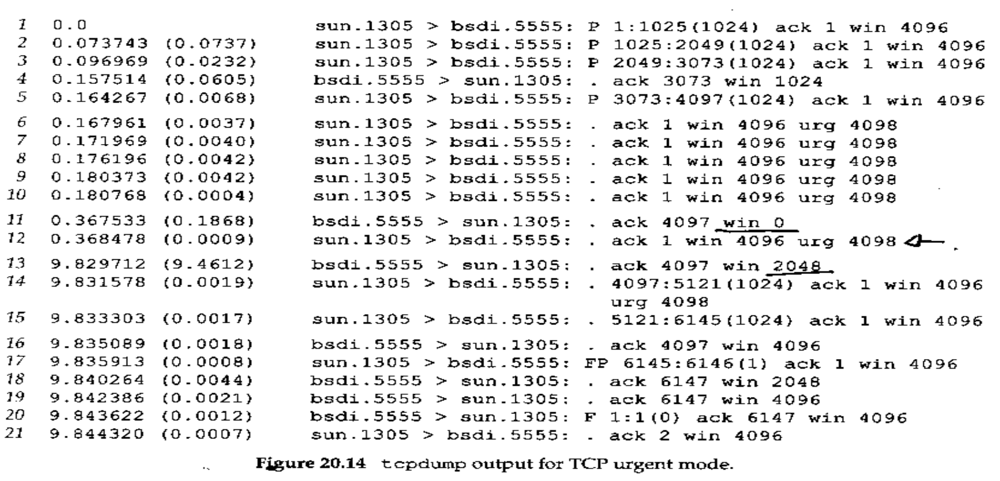 1 0.0 sun.1305 > bsdi.5555: P 1:1025(1024) ack 1 win 4096
2 0.073743 (0.0737) sun.1305 > bsdi.5555: P 1025:2049(1024) ack 1 win 4096
3 0.096969 (0.0232) sun.1305 > bsdi.5555: P 2049:3073(1024) ack 1 win 4096
4 0.157514 (0.0605) bsdi.5555 > sun.1305: . ack 3073 win 1024
5 0.164267 (0.0068) sun.1305 > bsdi.5555: P 3073:4097(1024) ack 1 win 4096
6 0.167961 (0.0037) sun.1305 > bsdi.5555: . ack 1 win 4096 urg 4098
7 0.171969 (0.0040) sun.1305 > bsdi.5555: . ack 1 win 4096 urg 4098
8 0.176196 (0.0042) sun.1305 > bsdi.5555: . ack 1 win 4096 urg 4098
9 0.180373 (0.0042) sun.1305 > bsdi.5555: . ack 1 win 4096 urg 4098
10 0.180768 (0.0004) sun.1305 > bsdi.5555: . ack 1 win 4096 urg 4098
11 0.367533 (0.1868) bsdi.5555 > sun.1305: . ack 4097 win 0
12 0.368478 (0.0009) sun.1305 > bsdi.5555: . ack 1 win 4096 urg 4098
13 9.829712 (9.4612) bsdi.5555 > sun.1305: . ack 4097 win 2048
14 9.831578 (0.0019) sun.1305 > bsdi.5555: . 4097:5121(1024) ack 1 win 4096
urg 4098
15 9.833303 (0.0017) sun.1305 > bsdi.5555: . 5121:6145(1024) ack 1 win 4096
16 9.835089 (0.0018) bsdi.5555 > sun.1305: . ack 4097 win 4096
17 9.835913 (0.0008) sun.1305 > bsdi.5555: FP 6145:6146(1) ack 1 win 4096
18 9.840264 (0.0044) bsdi.5555 > sun.1305: . ack 6147 win 2048
19 9.842386 (0.0021) bsdi.5555 > sun.1305: . ack 6147 win 4096
20 9.843622 (0.0012) bsdi.5555 > sun.1305: F 1:1(0) ack 6147 win 4096
21 9.844320 (0.0007) sun.1305 > bsdi.5555: . ack 2 win 4096
Figure 20.14 tcpdump output for TCP urgent mode.